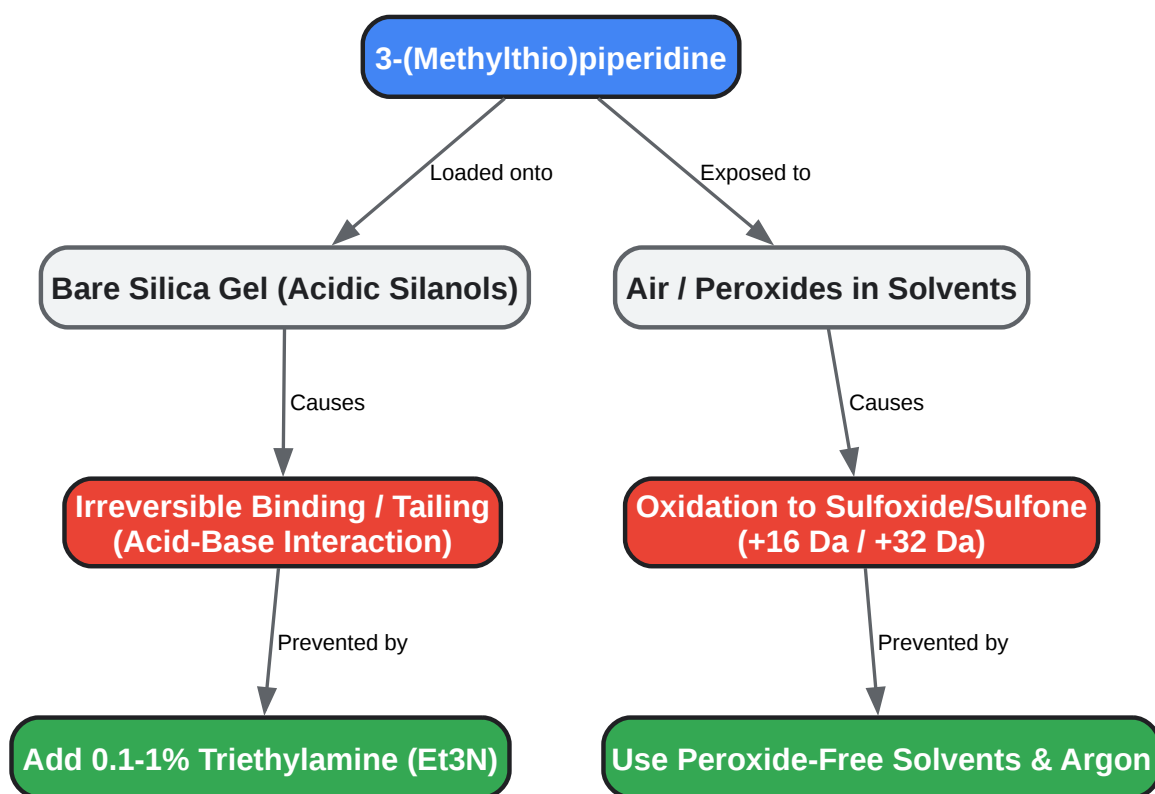 3-(Methylthio)piperidine
Loaded onto
Exposed to
Bare Silica Gel (Acidic Silanols)
Air / Peroxides in Solvents
Causes
Causes
Irreversible Binding / Tailing
(Acid-Base Interaction)
Oxidation to Sulfoxide/Sulfone
(+16 Da / +32 Da)
Prevented by
Prevented by
Add 0.1-1% Triethylamine (Et3N)
Use Peroxide-Free Solvents & Argon